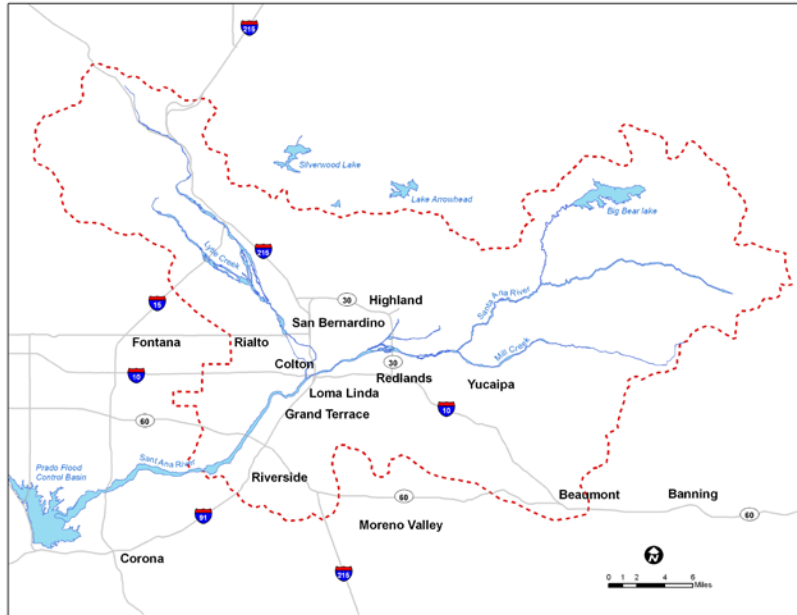 215
Silverwood Lake
Lake Arrowhead
Big Bear lake
Lytle Creek
215
15
30
Highland
Santa Ana River
San Bernardino
Fontana
Rialto
Mill Creek
Colton
30
10
Redlands
Yucaipa
Loma Linda
10
Grand Terrace
60
Sant Ana River
Prado Flood
Control Basin
Riverside
60
Beaumont
Banning
91
Moreno Valley
60
Corona
N
215
0 1 2 4 6
Miles